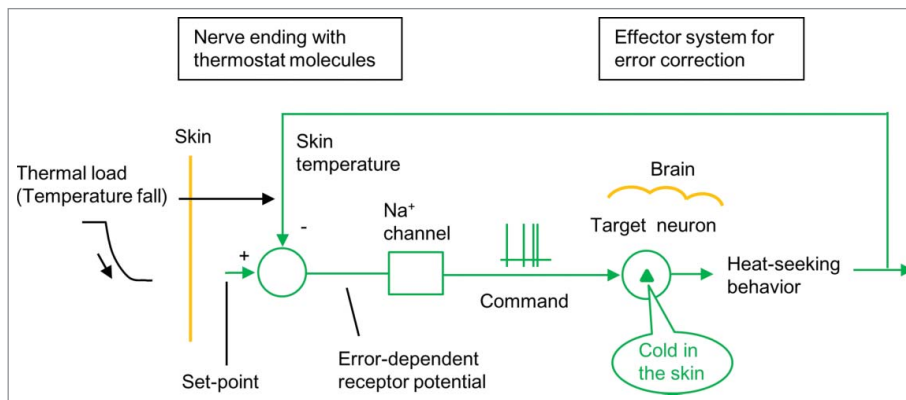 Nerve ending with
thermostat molecules
Effector system for
error correction
Skin
Skin
temperature
Thermal load
(Temperature fall)
Brain
Na⁺
channel
Target neuron
-
+
Heat-seeking
behavior
Command
Cold in
the skin
Set-point
Error-dependent
receptor potential